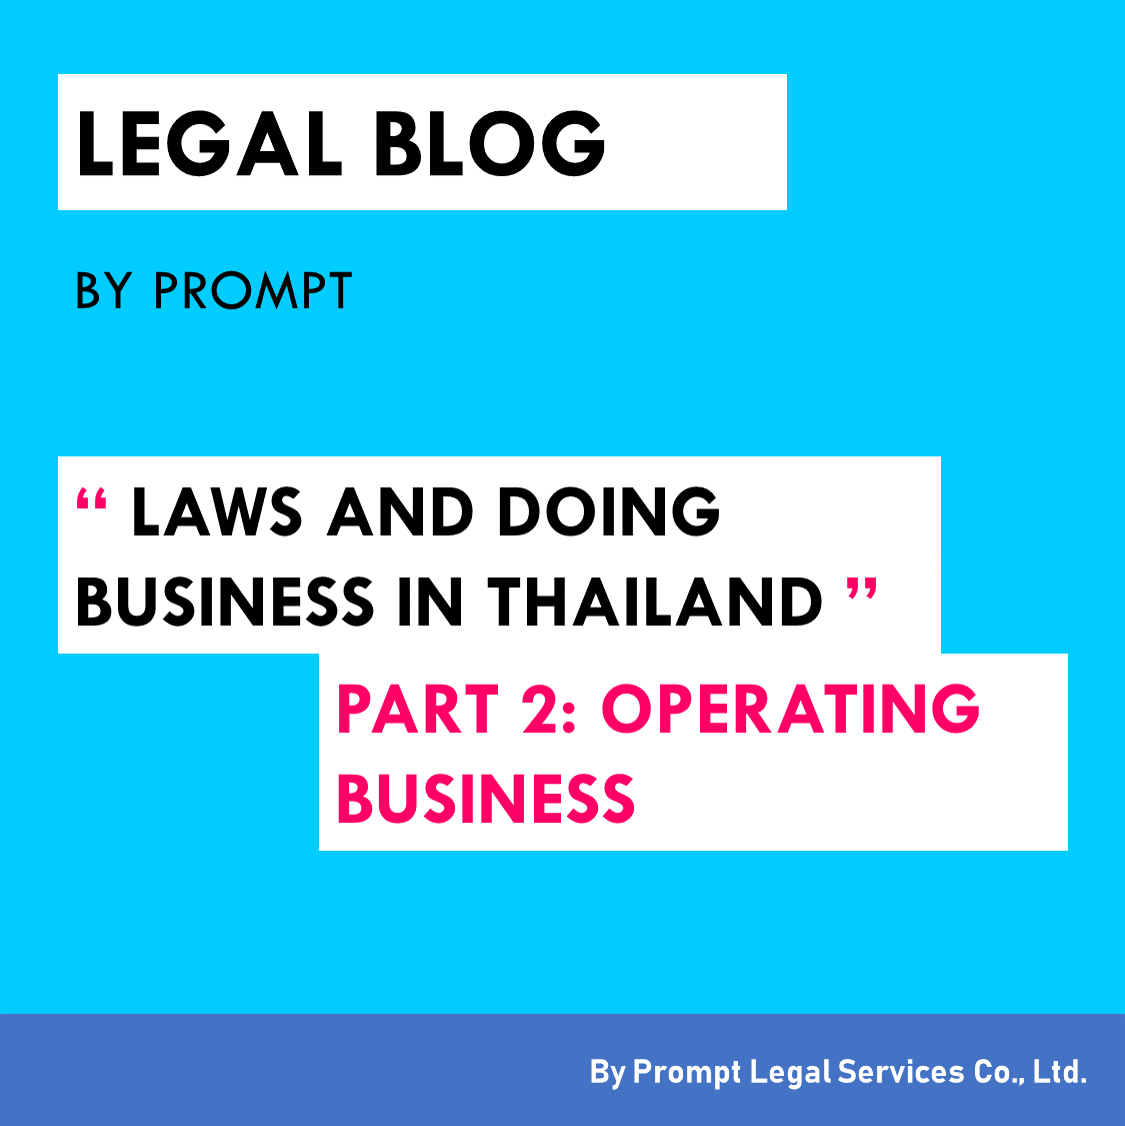 LEGAL BLOG
BY PROMPT
“ LAWS AND DOING
BUSINESS IN THAILAND ”
PART 2: OPERATING
BUSINESS
By Prompt Legal Services Co., Ltd.